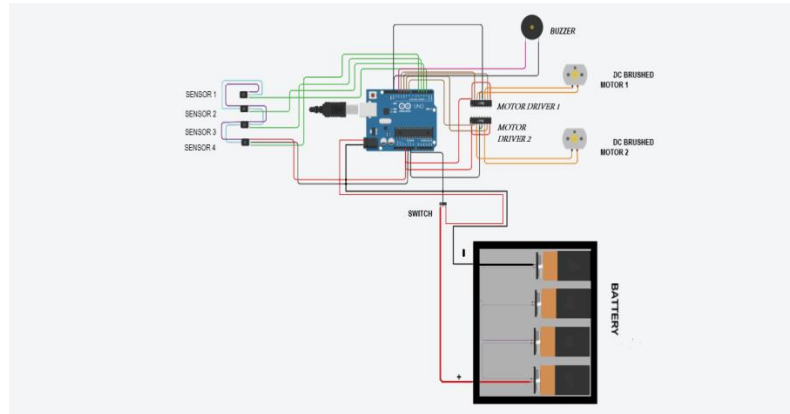 BUZZER
DC BRUSHED
MOTOR 1
SENSOR 1
SENSOR 2
SENSOR 3
SENSOR 4
UNO
MOTOR DRIVER 1
MOTOR
DRIVER 2
DC BRUSHED
MOTOR 2
SWITCH
BATTERY
-
+